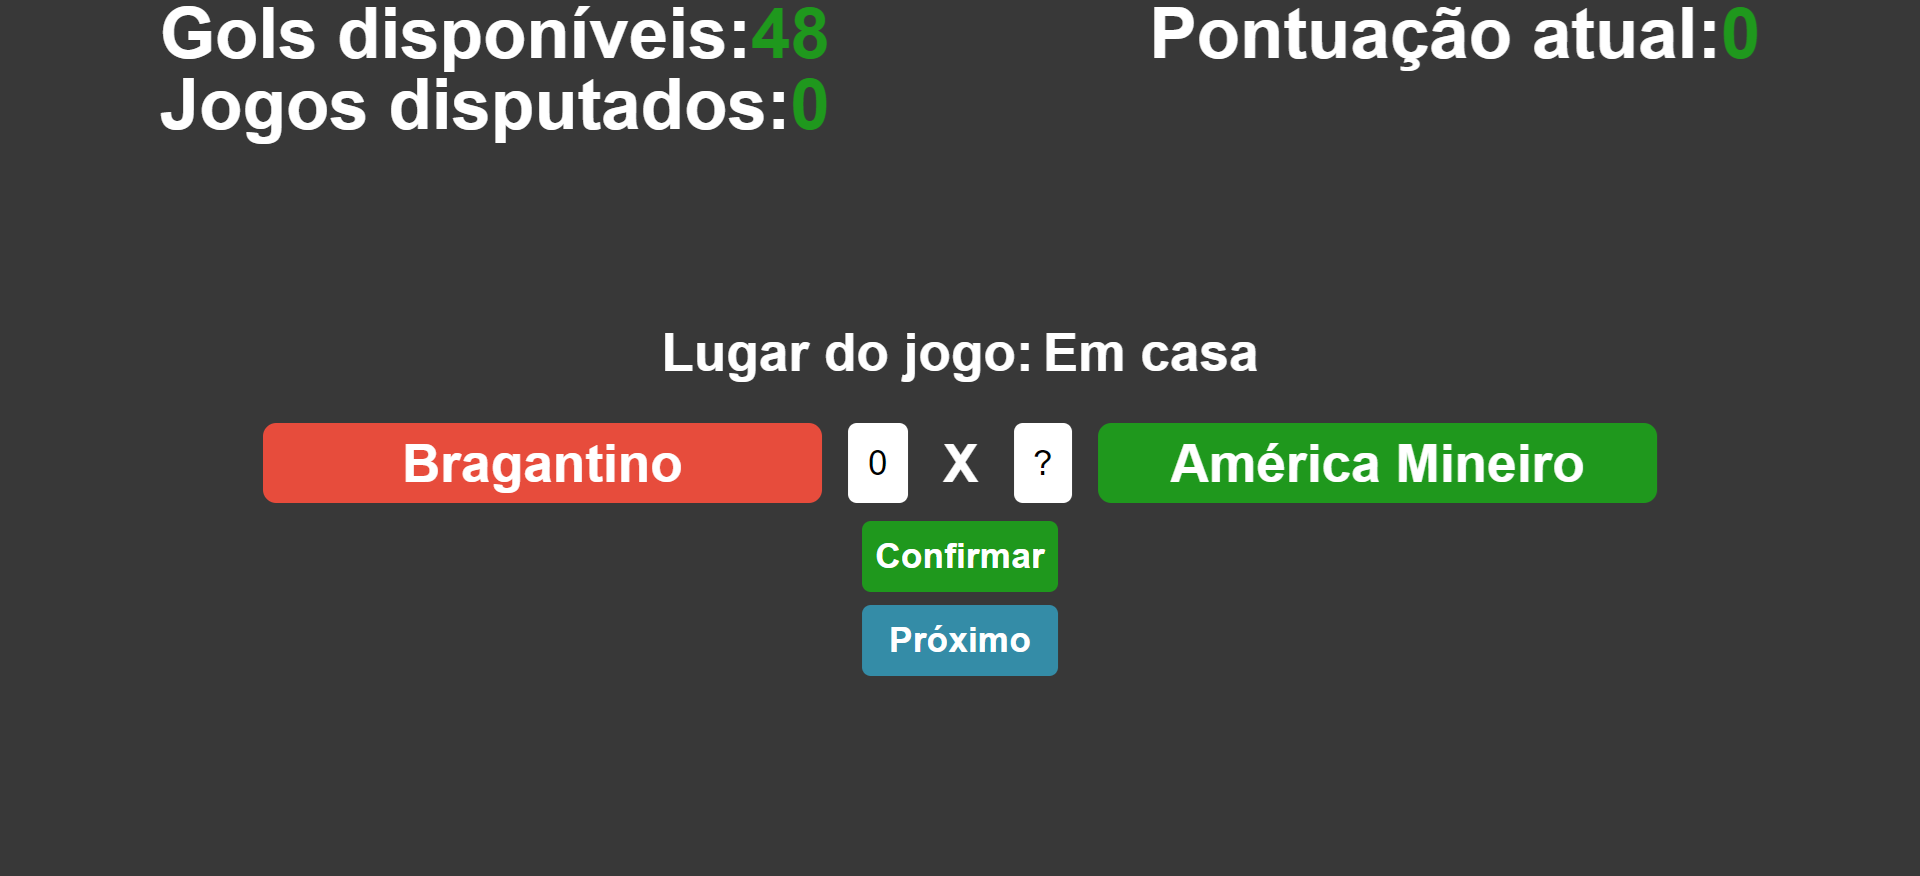 Gols disponíveis:48
Jogos disputados:0
Pontuação atual:0
Lugar do jogo: Em casa
Bragantino 0 X ? América Mineiro
Confirmar
Próximo